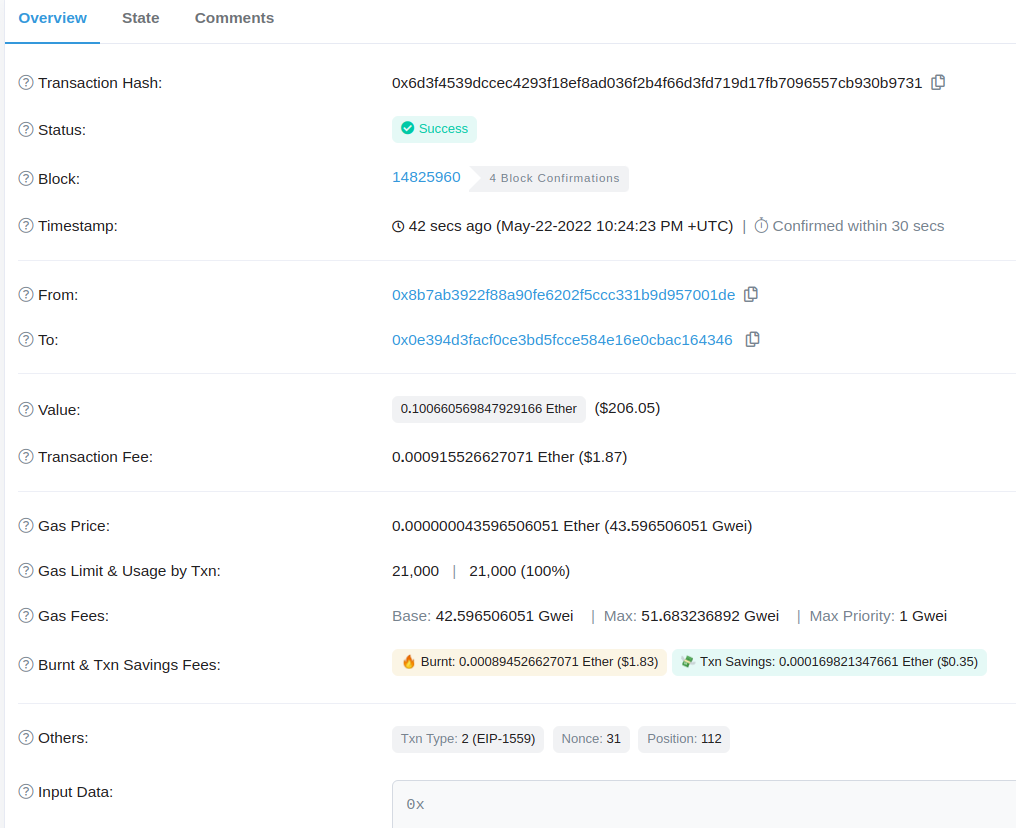 Overview State Comments
Transaction Hash: 0x6d3f4539dccec4293f18ef8ad036f2b4f66d3fd719d17fb7096557cb930b9731
Status: Success
Block: 14825960 4 Block Confirmations
Timestamp: 42 secs ago (May-22-2022 10:24:23 PM +UTC) | Confirmed within 30 secs
From: 0x8b7ab3922f88a90fe6202f5ccc331b9d957001de
To: 0x0e394d3facf0ce3bd5fcce584e16e0cbac164346
Value: 0.100660569847929166 Ether ($206.05)
Transaction Fee: 0.000915526627071 Ether ($1.87)
Gas Price: 0.000000043596506051 Ether (43.596506051 Gwei)
Gas Limit & Usage by Txn: 21,000 | 21,000 (100%)
Gas Fees: Base: 42.596506051 Gwei | Max: 51.683236892 Gwei | Max Priority: 1 Gwei
Burnt & Txn Savings Fees: Burnt: 0.000894526627071 Ether ($1.83) Txn Savings: 0.000169821347661 Ether ($0.35)
Others: Txn Type: 2 (EIP-1559) Nonce: 31 Position: 112
Input Data: 0x